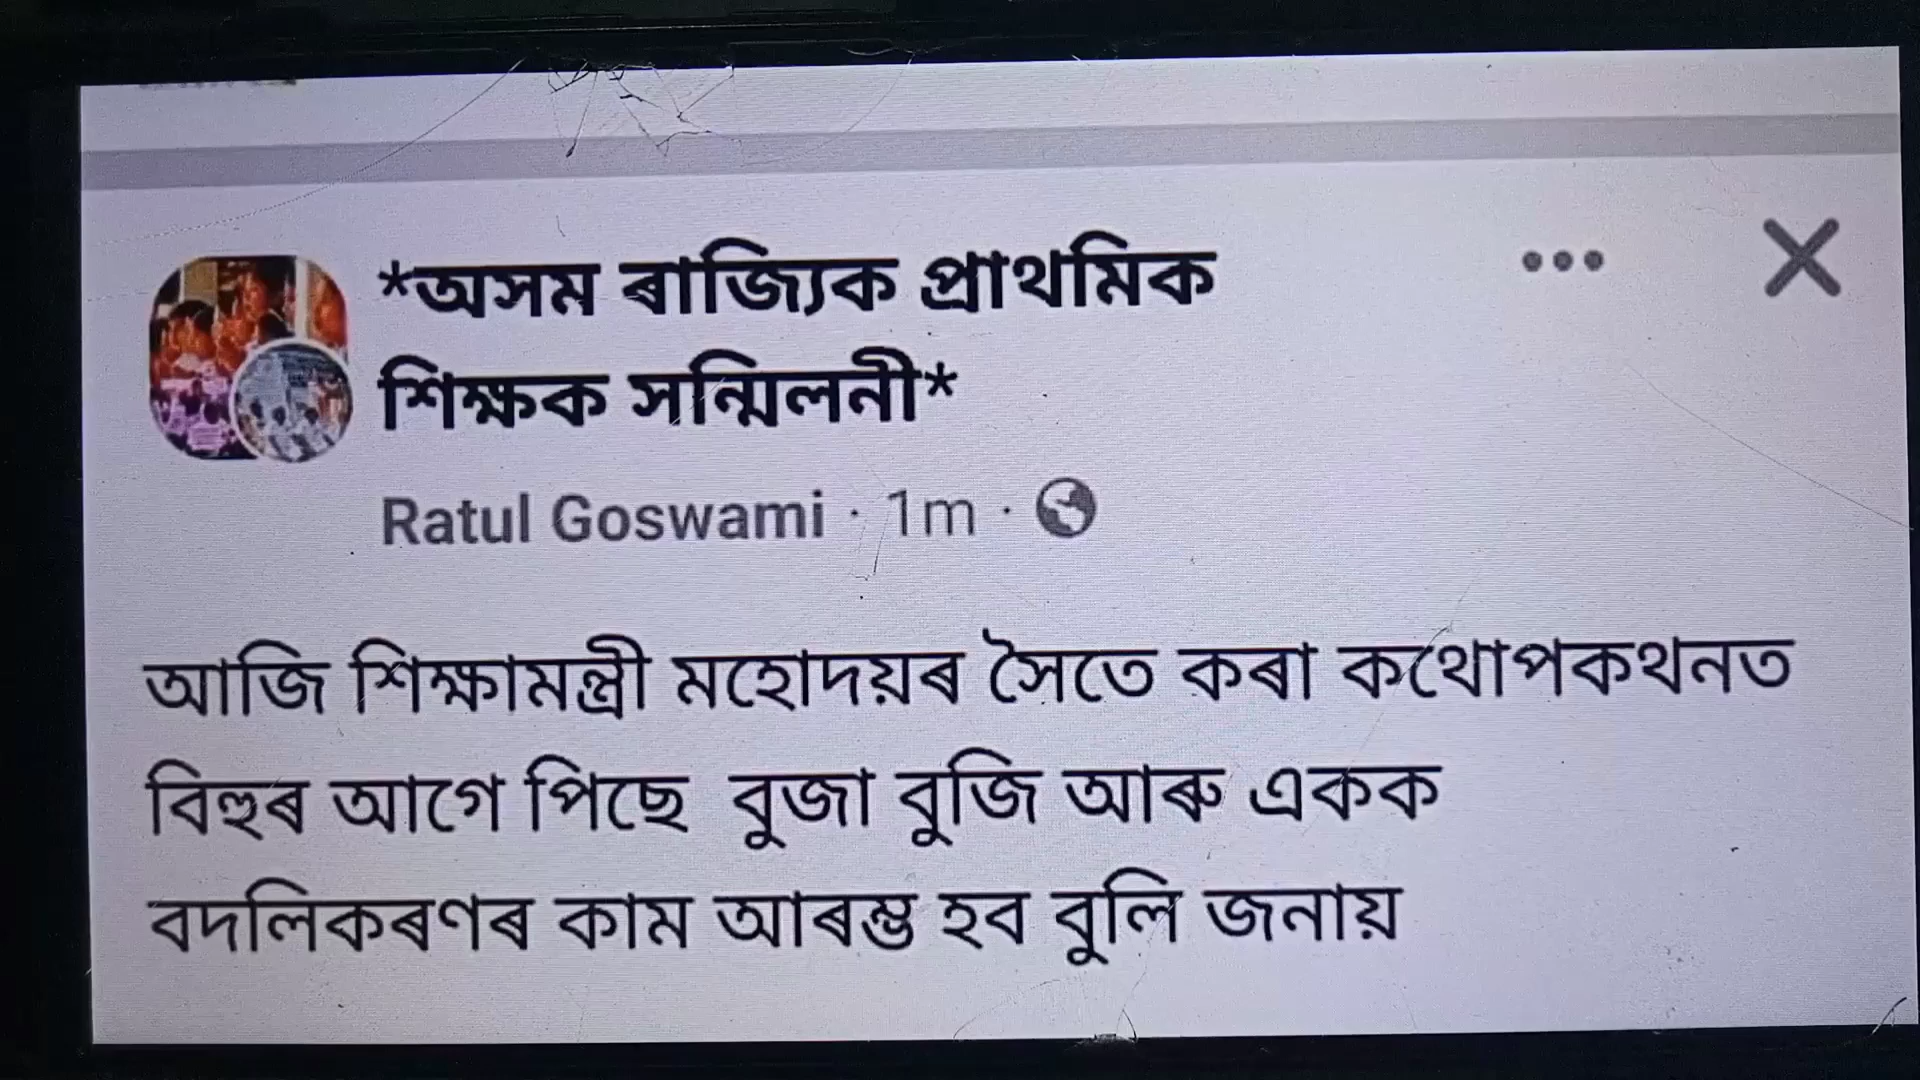 *অসম ৰাজ্যিক প্ৰাথমিক
শিক্ষক সন্মিলনী*
Ratul Goswami · 1m ·
আজি শিক্ষামন্ত্ৰী মহোদয়ৰ সৈতে কৰা কথোপকথনত
বিহুৰ আগে পিছে বুজা বুজি আৰু একক
বদলিকৰণৰ কাম আৰম্ভ হব বুলি জনায়